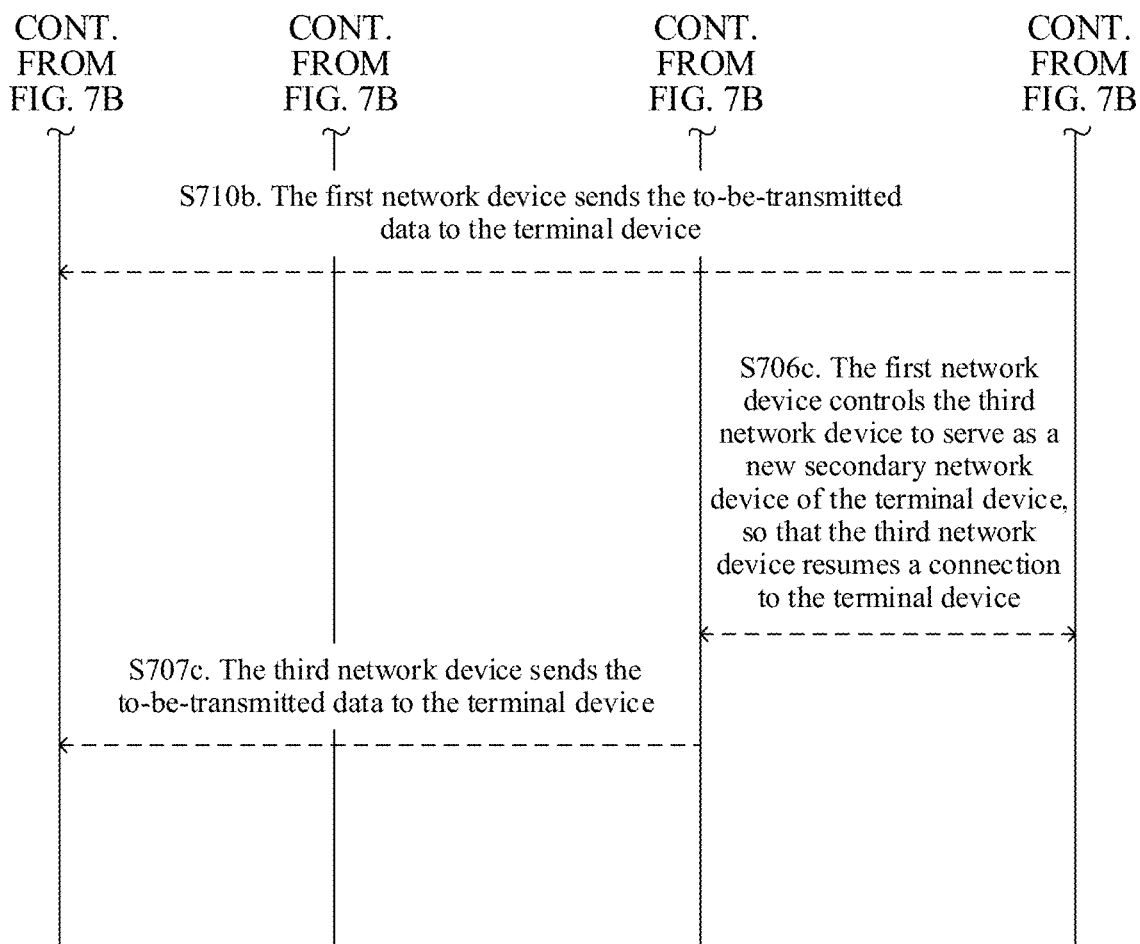 CONT.
FROM
FIG. 7B
CONT.
FROM
FIG. 7B
CONT.
FROM
FIG. 7B
CONT.
FROM
FIG. 7B
S710b. The first network device sends the to-be-transmitted
data to the terminal device
S706c. The first network
device controls the third
network device to serve as a
new secondary network
device of the terminal device,
so that the third network
device resumes a connection
to the terminal device
S707c. The third network device sends the
to-be-transmitted data to the terminal device